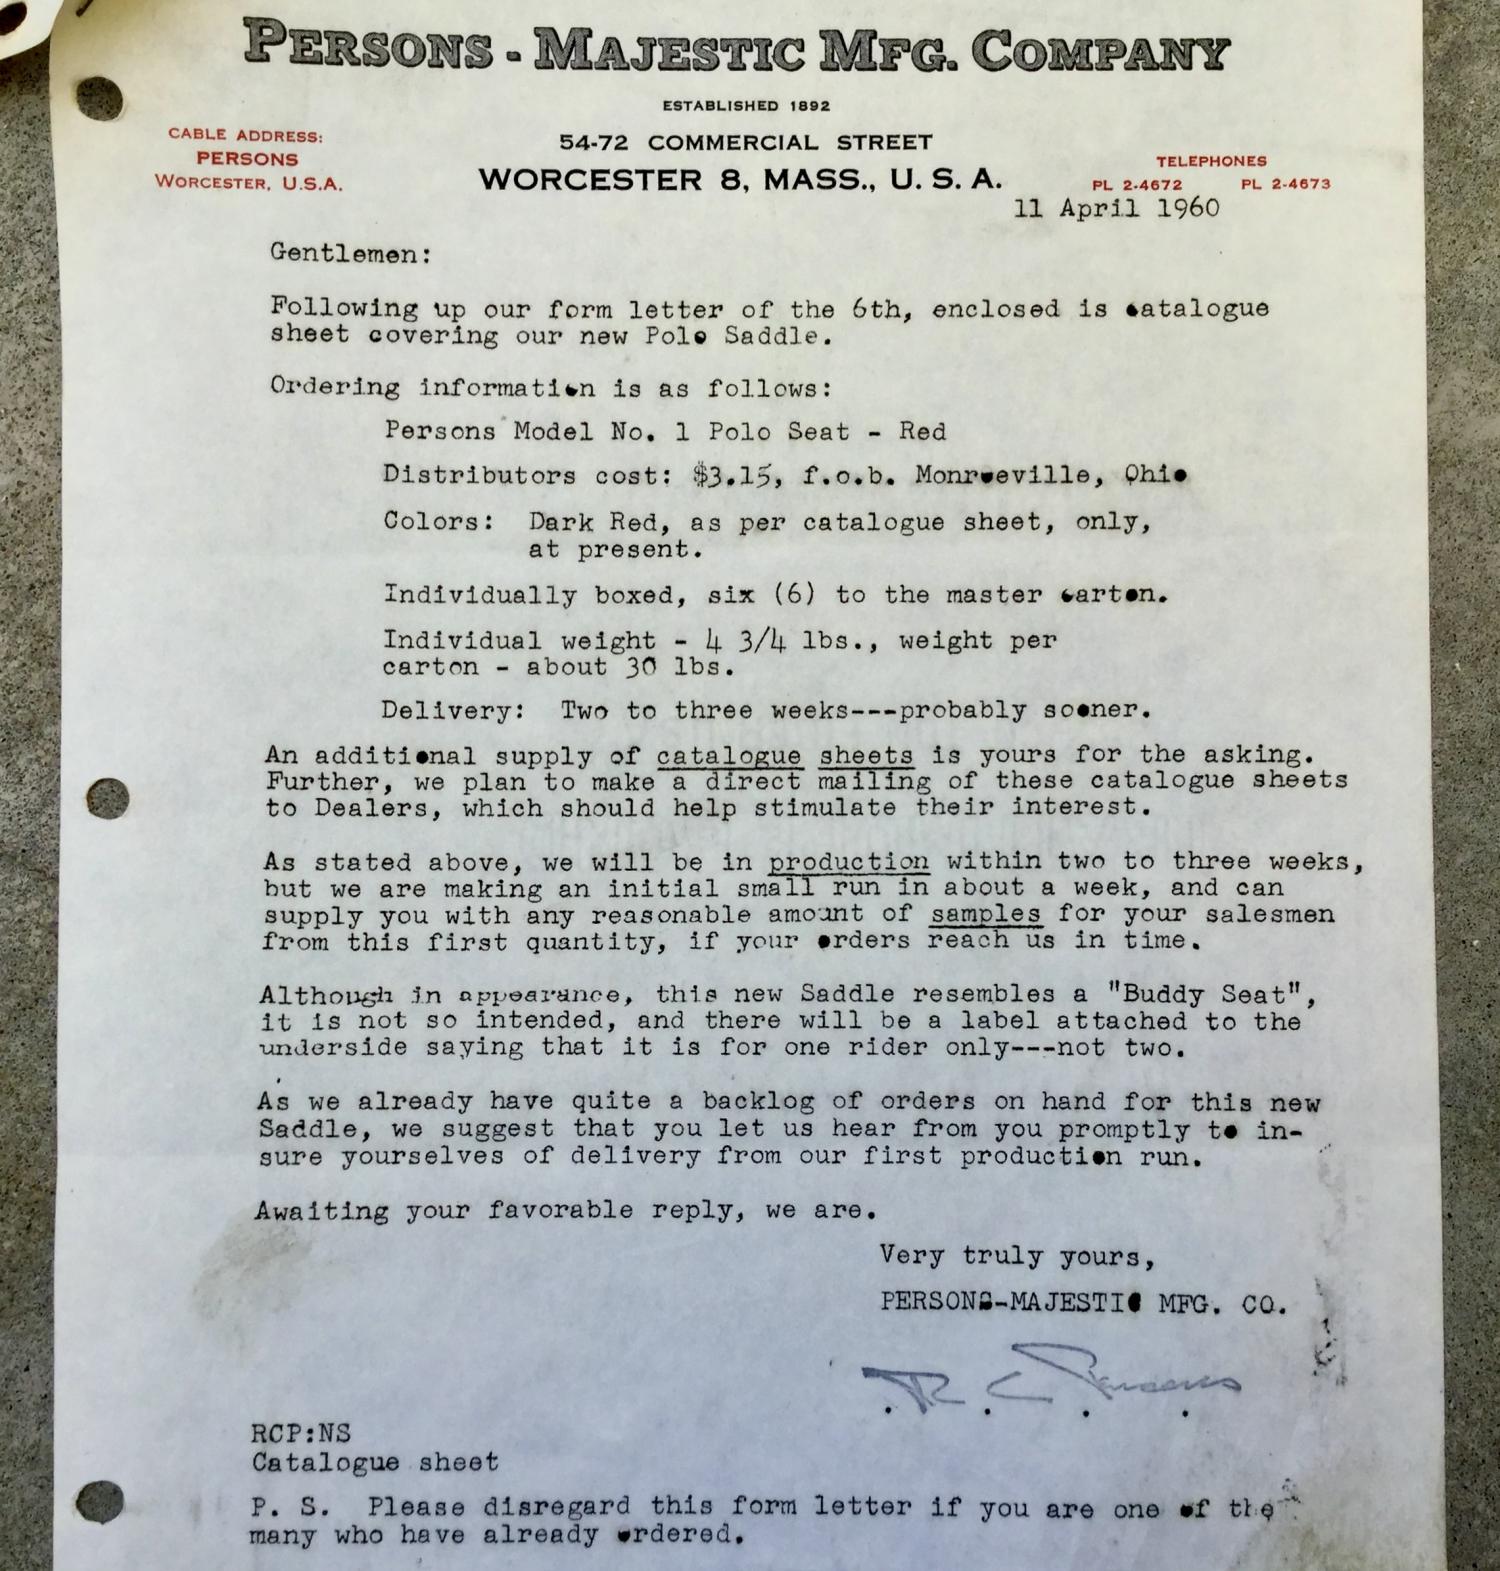 PERSONS - MAJESTIC MFG. COMPANY
ESTABLISHED 1892
54-72 COMMERCIAL STREET
WORCESTER 8, MASS., U. S. A.
CABLE ADDRESS:
PERSONS
WORCESTER, U.S.A.
TELEPHONES
PL 2-4672 PL 2-4673
11 April 1960
Gentlemen:
Following up our form letter of the 6th, enclosed is catalogue
sheet covering our new Polo Saddle.
Ordering information is as follows:
Persons Model No. 1 Polo Seat - Red
Distributors cost: $3.15, f.o.b. Monroeville, Ohio
Colors: Dark Red, as per catalogue sheet, only,
at present.
Individually boxed, six (6) to the master carton.
Individual weight - 4 3/4 lbs., weight per
carton - about 30 lbs.
Delivery: Two to three weeks---probably sooner.
An additional supply of catalogue sheets is yours for the asking.
Further, we plan to make a direct mailing of these catalogue sheets
to Dealers, which should help stimulate their interest.
As stated above, we will be in production within two to three weeks,
but we are making an initial small run in about a week, and can
supply you with any reasonable amount of samples for your salesmen
from this first quantity, if your orders reach us in time.
Although in appearance, this new Saddle resembles a "Buddy Seat",
it is not so intended, and there will be a label attached to the
underside saying that it is for one rider only---not two.
As we already have quite a backlog of orders on hand for this new
Saddle, we suggest that you let us hear from you promptly to in-
sure yourselves of delivery from our first production run.
Awaiting your favorable reply, we are.
Very truly yours,
PERSONS-MAJESTIC MFG. CO.
R C Persons
RCP:NS
Catalogue sheet
P. S. Please disregard this form letter if you are one of the
many who have already ordered.